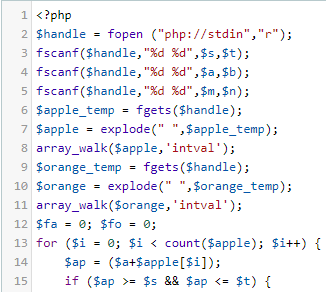 1 <?php
2 $handle = fopen ("php://stdin","r");
3 fscanf($handle,"%d %d",$s,$t);
4 fscanf($handle,"%d %d",$a,$b);
5 fscanf($handle,"%d %d",$m,$n);
6 $apple_temp = fgets($handle);
7 $apple = explode(" ",$apple_temp);
8 array_walk($apple,'intval');
9 $orange_temp = fgets($handle);
10 $orange = explode(" ",$orange_temp);
11 array_walk($orange,'intval');
12 $fa = 0; $fo = 0;
13 for ($i = 0; $i < count($apple); $i++) {
14     $ap = ($a+$apple[$i]);
15     if ($ap >= $s && $ap <= $t) {